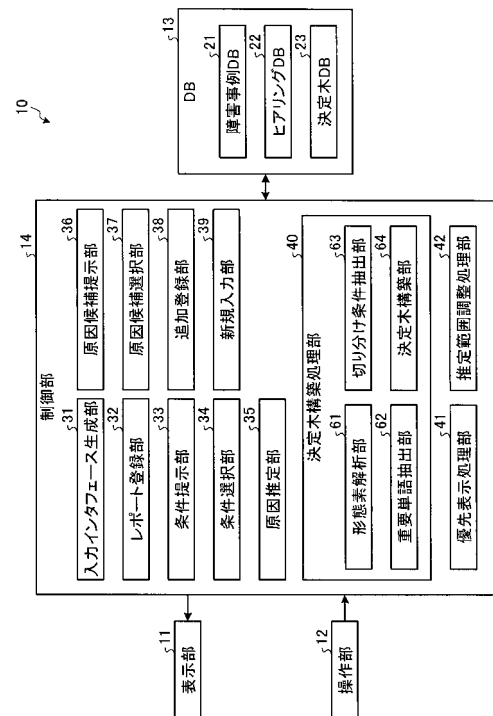 10
表示部
11
操作部
12
14
制御部
入力インタフェース生成部
31
レポート登録部
32
条件提示部
33
条件選択部
34
原因推定部
35
原因候補提示部
36
原因候補選択部
37
追加登録部
38
新規入力部
39
40
決定木構築処理部
形態素解析部
61
重要単語抽出部
62
切り分け条件抽出部
63
決定木構築部
64
優先表示処理部
41
推定範囲調整処理部
42
13
DB
障害事例DB
21
ヒアリングDB
22
決定木DB
23